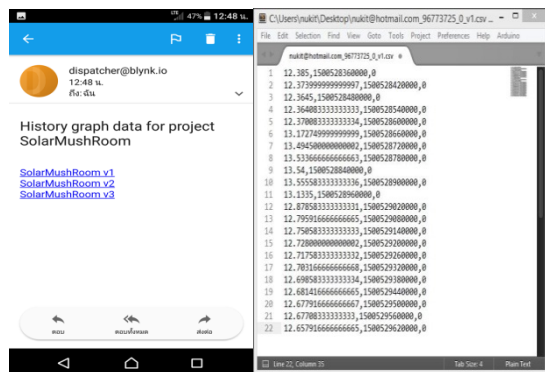 47% 12:48 น.
dispatcher@blynk.io
12:48 น.
ถึง: ฉัน
History graph data for project
SolarMushRoom
SolarMushRoom v1
SolarMushRoom v2
SolarMushRoom v3
ตอบ ตอบทั้งหมด ส่งต่อ
C:\Users\nukit\Desktop\nukit@hotmail.com_96773725_0_v1.csv ...
File Edit Selection Find View Goto Tools Project Preferences Help Arduino
nukit@hotmail.com_96773725_0_v1.csv
1 12.385,1500528360000,0
2 12.373999999999997,1500528420000,0
3 12.3645,1500528480000,0
4 12.364083333333333,1500528540000,0
5 12.370083333333334,1500528600000,0
6 13.172749999999999,1500528660000,0
7 13.494500000000002,1500528720000,0
8 13.533666666666663,1500528780000,0
9 13.54,1500528840000,0
10 13.555583333333336,1500528900000,0
11 13.1335,1500528960000,0
12 12.878583333333331,1500529020000,0
13 12.795916666666665,1500529080000,0
14 12.750583333333333,1500529140000,0
15 12.728000000000002,1500529200000,0
16 12.717583333333332,1500529260000,0
17 12.703166666666668,1500529320000,0
18 12.698583333333334,1500529380000,0
19 12.681416666666665,1500529440000,0
20 12.677916666666667,1500529500000,0
21 12.67708333333333,1500529560000,0
22 12.657916666666665,1500529620000,0
Line 22, Column 35 Tab Size: 4 Plain Text